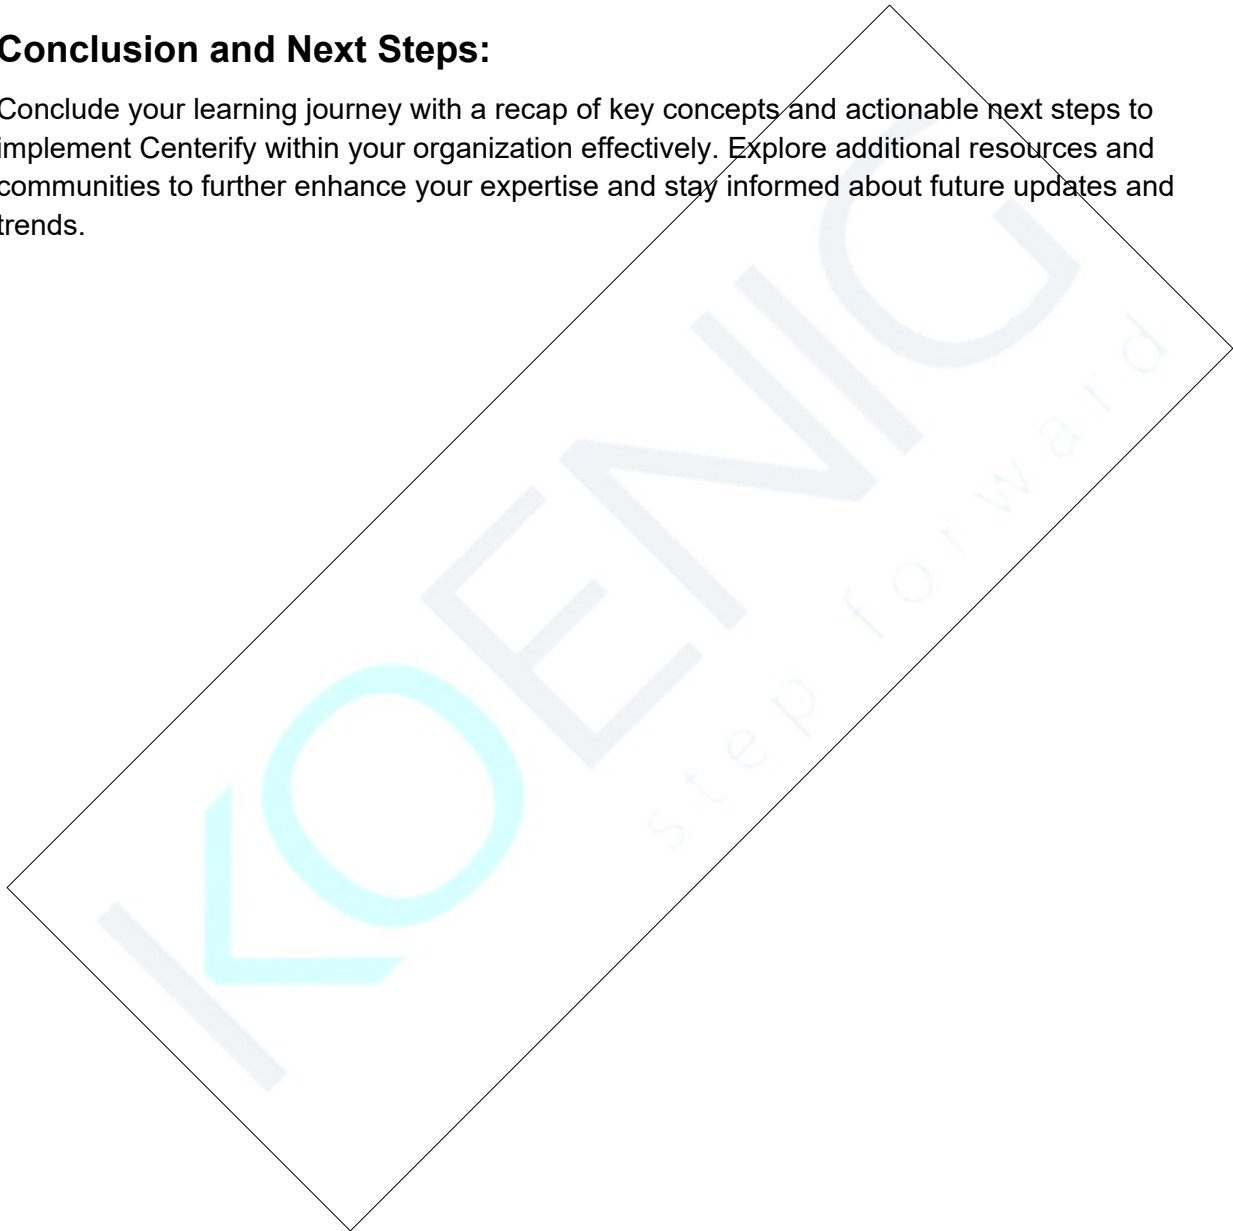 Conclusion and Next Steps:
Conclude your learning journey with a recap of key concepts and actionable next steps to
implement Centerify within your organization effectively. Explore additional resources and
communities to further enhance your expertise and stay informed about future updates and
trends.
KOENIG
step forward